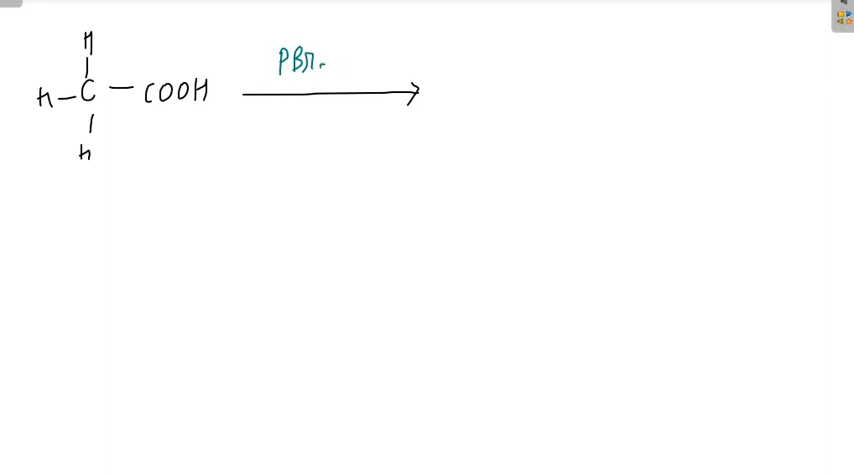 H
PBr.
H – C – COOH
H